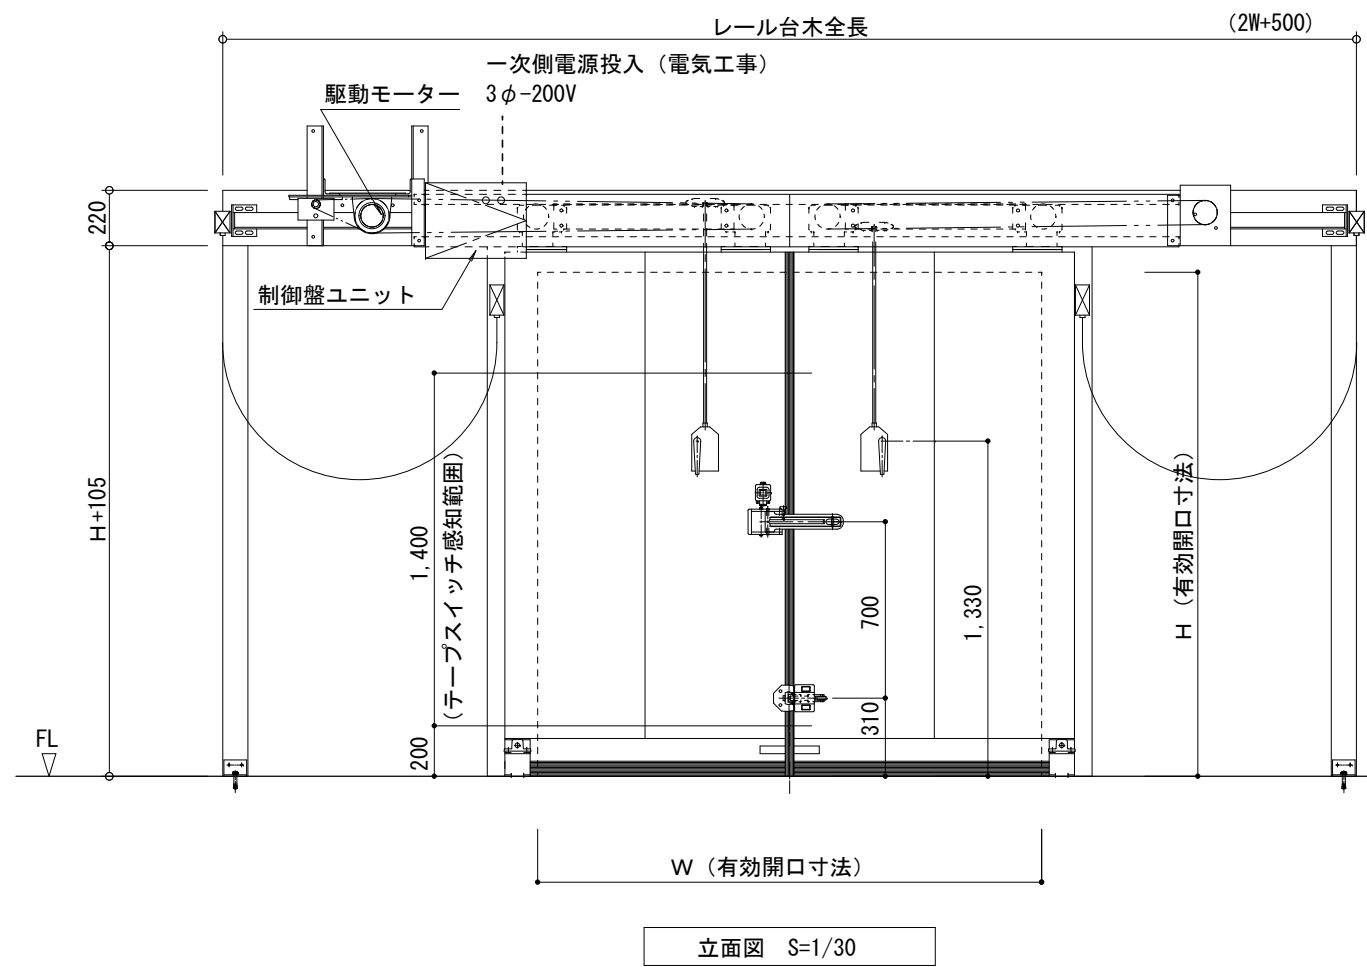 レール台木全長
(2W+500)
一次側電源投入（電気工事）
駆動モーター
3φ-200V
220
制御盤ユニット
H+105
1,400
（テープスイッチ感知範囲）
200
700
310
1,330
H（有効開口寸法）
FL
W（有効開口寸法）
立面図 S=1/30